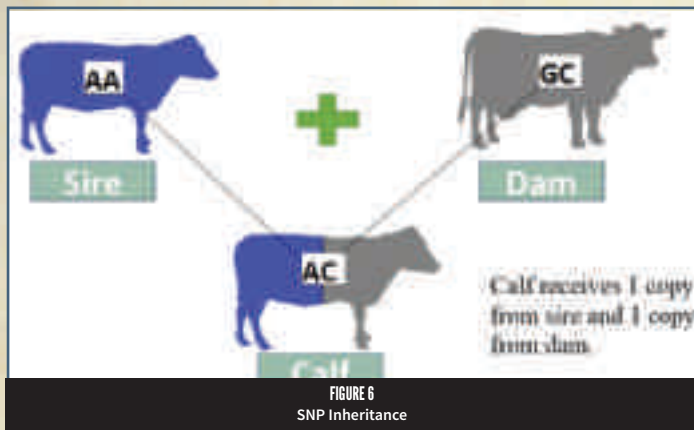 AA
GC
Sire
Dam
AC
Calf receives 1 copy
from sire and 1 copy
from dam.
Calf
FIGURE 6
SNP Inheritance